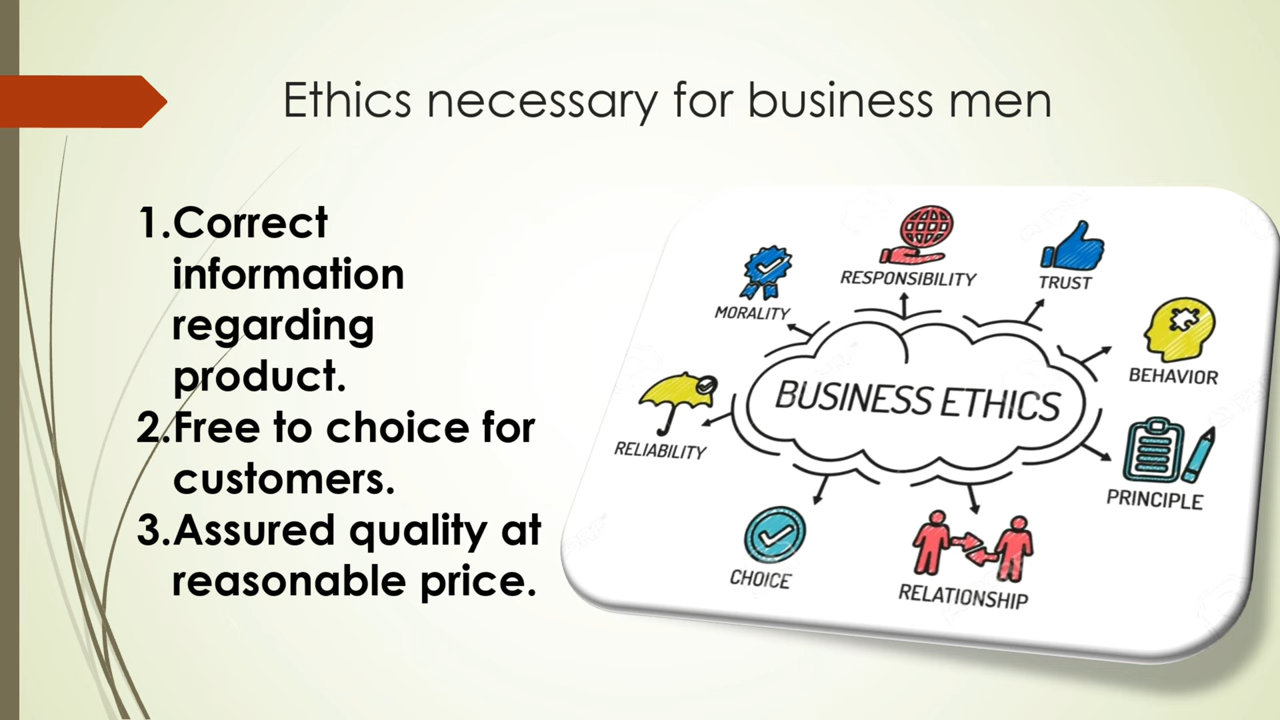 Ethics necessary for business men
1.Correct
information
regarding
product.
2.Free to choice for
customers.
3.Assured quality at
reasonable price.
RESPONSIBILITY
TRUST
MORALITY
BEHAVIOR
BUSINESS ETHICS
RELIABILITY
PRINCIPLE
CHOICE
RELATIONSHIP